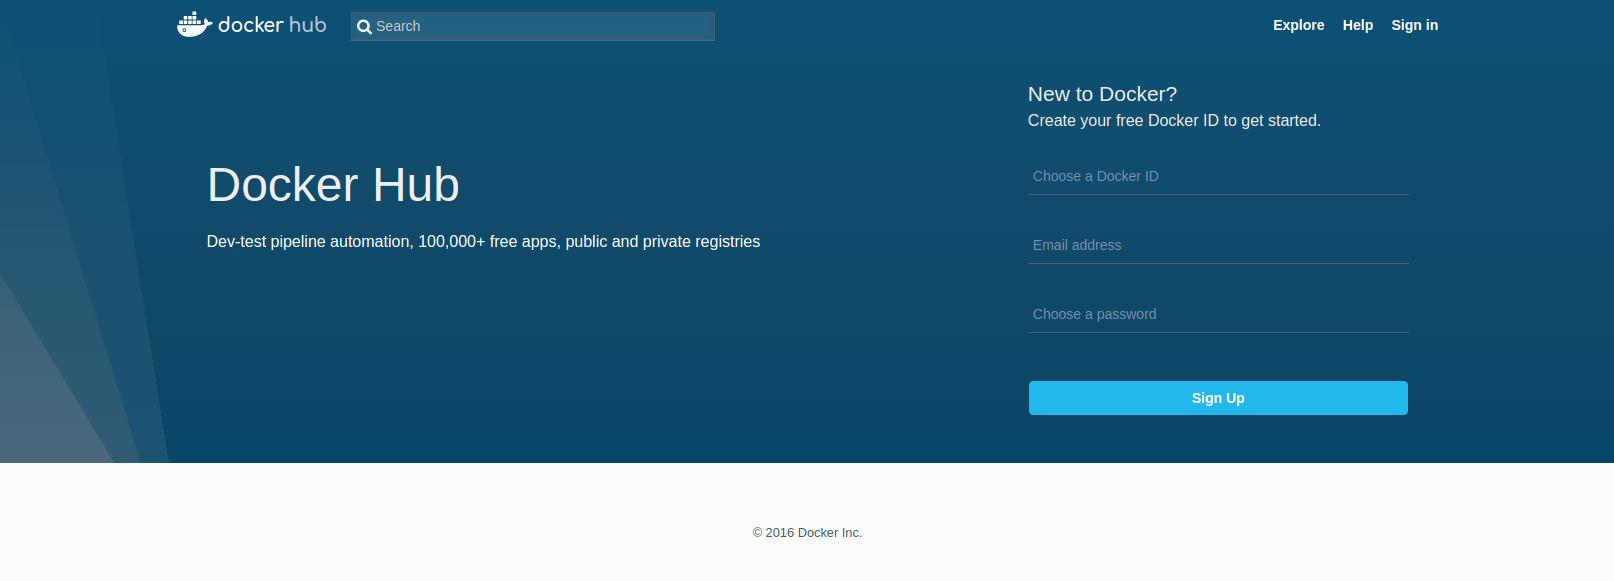 docker hub
Search
Explore Help Sign in
New to Docker?
Create your free Docker ID to get started.
Docker Hub
Dev-test pipeline automation, 100,000+ free apps, public and private registries
Choose a Docker ID
Email address
Choose a password
Sign Up
© 2016 Docker Inc.